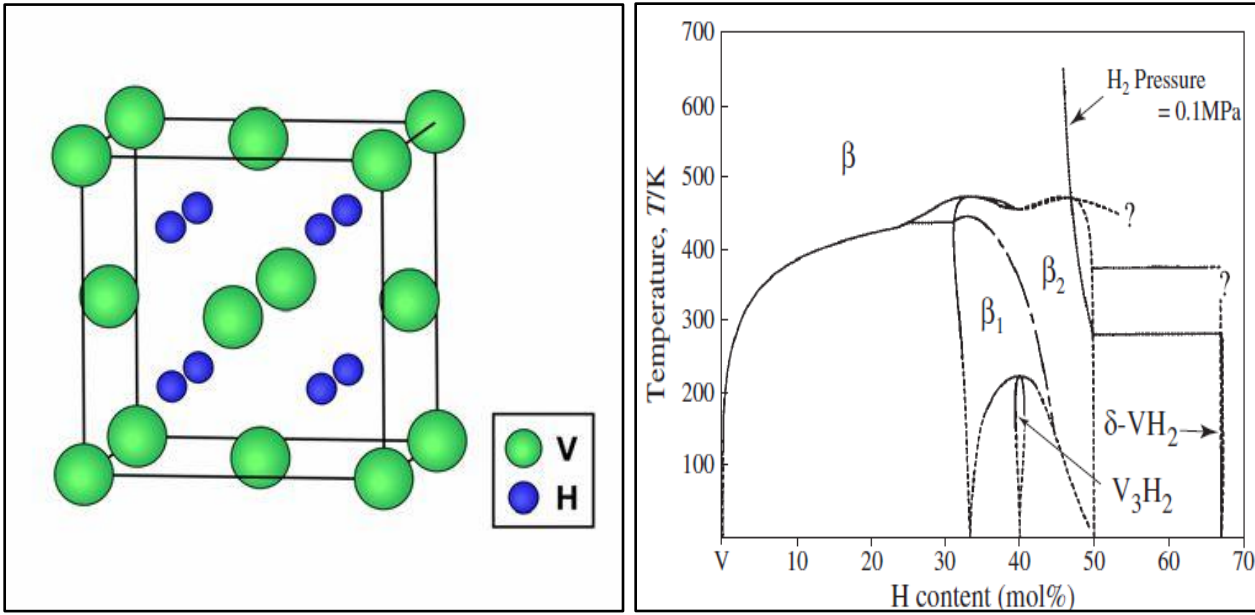 V
H
700
600
500
400
300
200
100
Temperature, T/K
H₂ Pressure
= 0.1MPa
β
?
β₂
?
β₁
δ-VH₂
V₃H₂
V 10 20 30 40 50 60 70
H content (mol%)